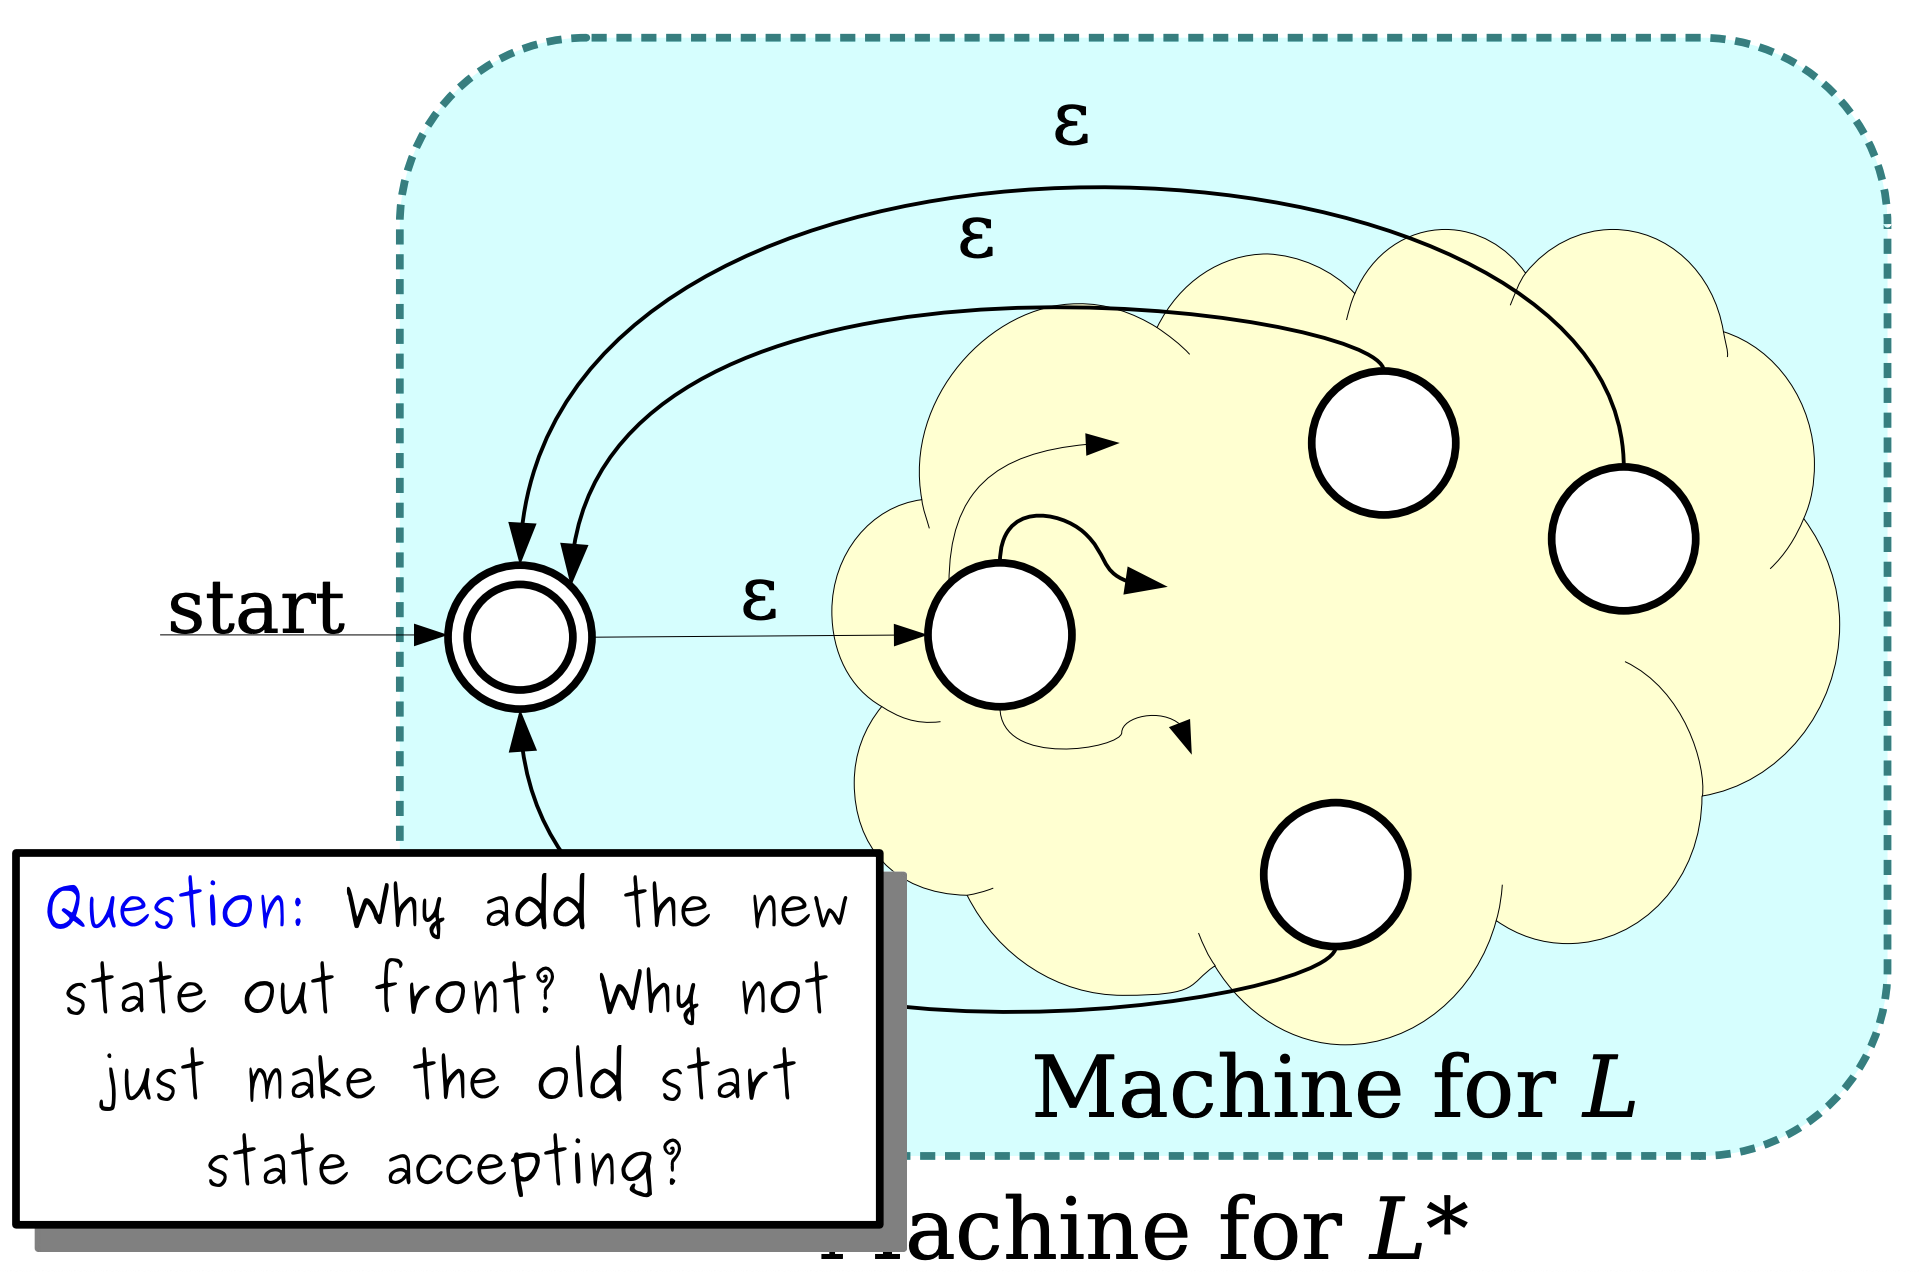 ε
ε
start
ε
Question: Why add the new
state out front? Why not
just make the old start
state accepting?
Machine for L
achine for L*